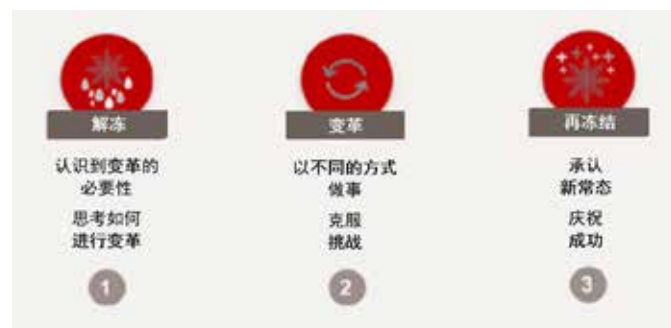 解冻
认识到变革的
必要性
思考如何
进行变革
1
变革
以不同的方式
做事
克服
挑战
2
再冻结
承认
新常态
庆祝
成功
3